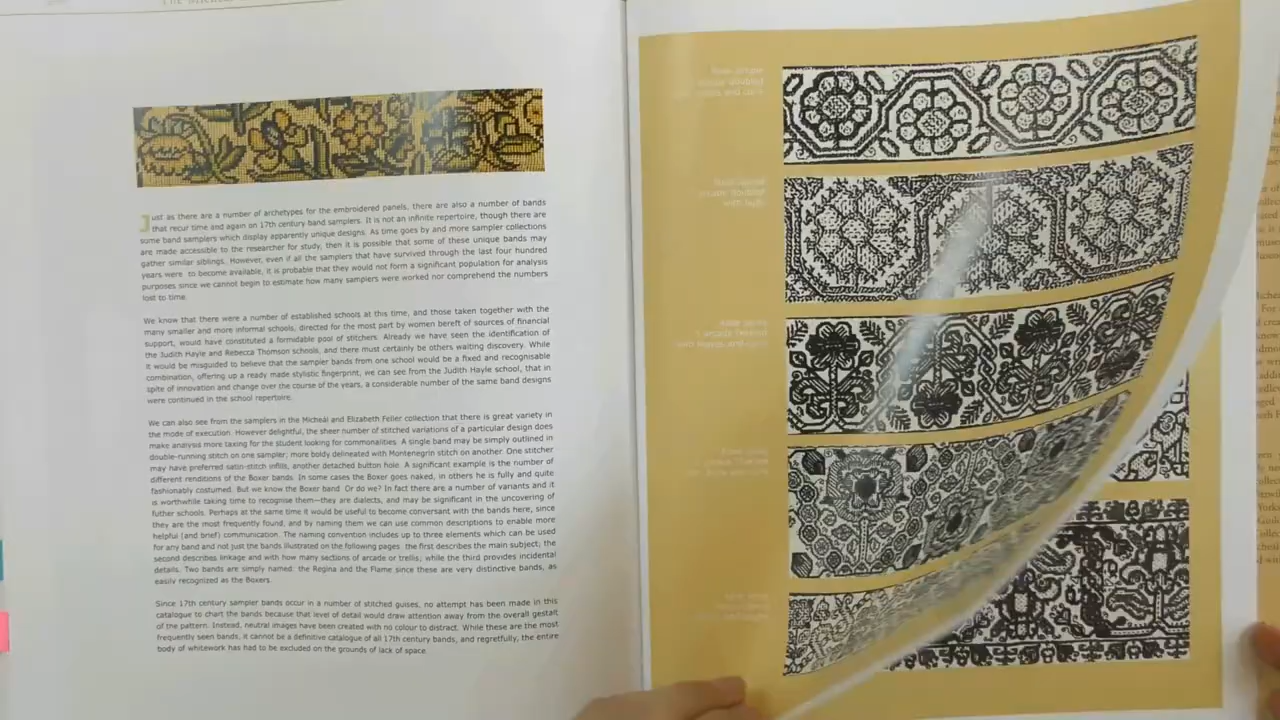 Just as there are a number of archetypes for the embroidered panels, there are also a number of bands
that recur time and again on 17th century band samplers. It is not an infinite repertoire, though there are
some band samplers which display apparently unique designs. As time goes by and more sampler collections
are made accessible to the researcher for study, then it is possible that some of these unique bands may
gather similar siblings. However, even if all the samplers that have survived through the last four hundred
years were to become available, it is probable that they would not form a significant population for analysis
purposes since we cannot begin to estimate how many samplers were worked nor comprehend the numbers
lost to time.
We know that there were a number of established schools at this time, and those taken together with the
many smaller and more informal schools, directed for the most part by women bereft of sources of financial
support, would have constituted a formidable pool of stitchers. Already we have seen the identification of
the Judith Hayle and Rebecca Thomson schools, and there must certainly be others waiting discovery. While
it would be misguided to believe that the sampler bands from one school would be a fixed and recognisable
combination, offering up a ready made stylistic fingerprint, we can see from the Judith Hayle school, that in
spite of innovation and change over the course of the years, a considerable number of the same band designs
were continued in the school repertoire.
We can also see from the samplers in the Micheál and Elizabeth Feller collection that there is great variety in
the mode of execution. However delightful, the sheer number of stitched variations of a particular design does
make analysis more taxing for the student looking for commonalities. A single band may be simply outlined in
double-running stitch on one sampler; more boldly delineated with Montenegrin stitch on another. One stitcher
may have preferred satin-stitch infills, another detached button hole. A significant example is the number of
different renditions of the Boxer bands. In some cases the Boxer goes naked, in others he is fully and quite
fashionably costumed. But we know the Boxer band. Or do we? In fact there are a number of variants and it
is worthwhile taking time to recognise them—they are dialects, and may be significant in the uncovering of
futher schools. Perhaps at the same time it would be useful to become conversant with the bands here, since
they are the most frequently found, and by naming them we can use common descriptions to enable more
helpful (and brief) communication. The naming convention includes up to three elements which can be used
for any band and not just the bands illustrated on the following pages: the first describes the main subject; the
second describes linkage and with how many sections of arcade or trellis; while the third provides incidental
details. Two bands are simply named: the Regina and the Flame since these are very distinctive bands, as
easily recognized as the Boxers.
Since 17th century sampler bands occur in a number of stitched guises, no attempt has been made in this
catalogue to chart the bands because that level of detail would draw attention away from the overall gestalt
of the pattern. Instead, neutral images have been created with no colour to distract. While these are the most
frequently seen bands, it cannot be a definitive catalogue of all 17th century bands, and regretfully, the entire
body of whitework has had to be excluded on the grounds of lack of space.